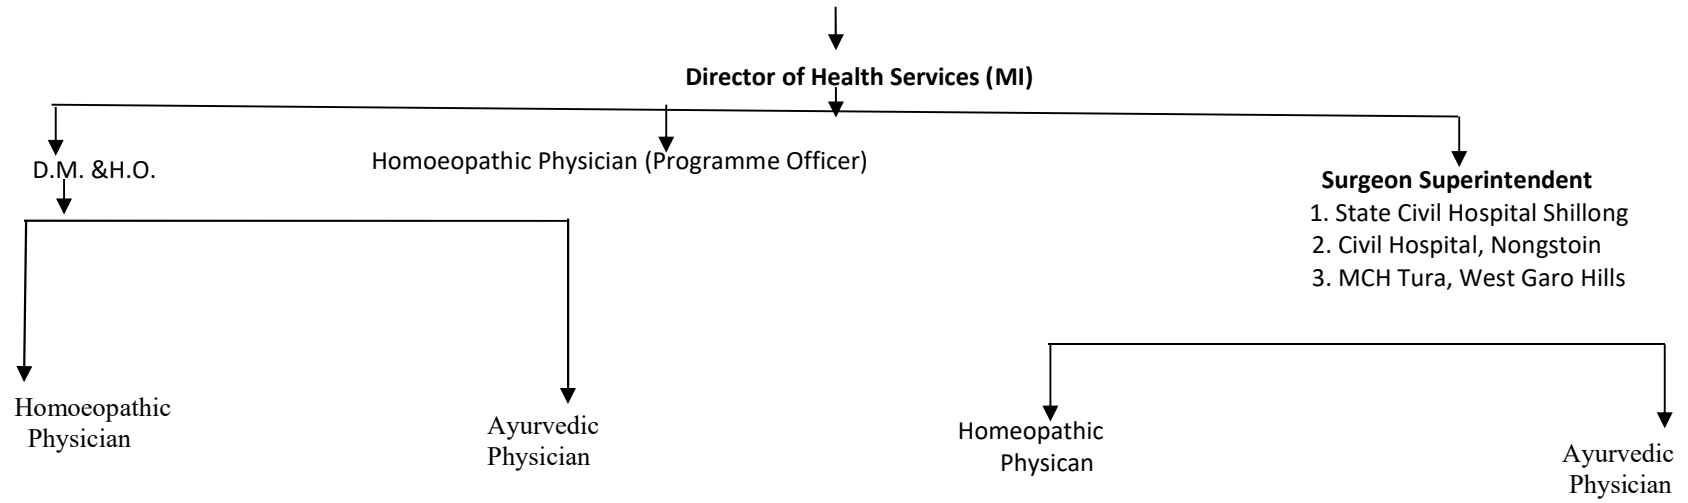 Director of Health Services (MI)
D.M. &H.O.
Homoeopathic Physician (Programme Officer)
Surgeon Superintendent
1. State Civil Hospital Shillong
2. Civil Hospital, Nongstoin
3. MCH Tura, West Garo Hills
Homoeopathic
Physician
Ayurvedic
Physician
Homeopathic
Physican
Ayurvedic
Physician